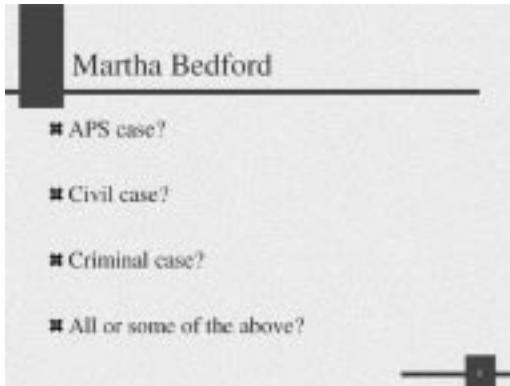 Martha Bedford
APS case?
Civil case?
Criminal case?
All or some of the above?